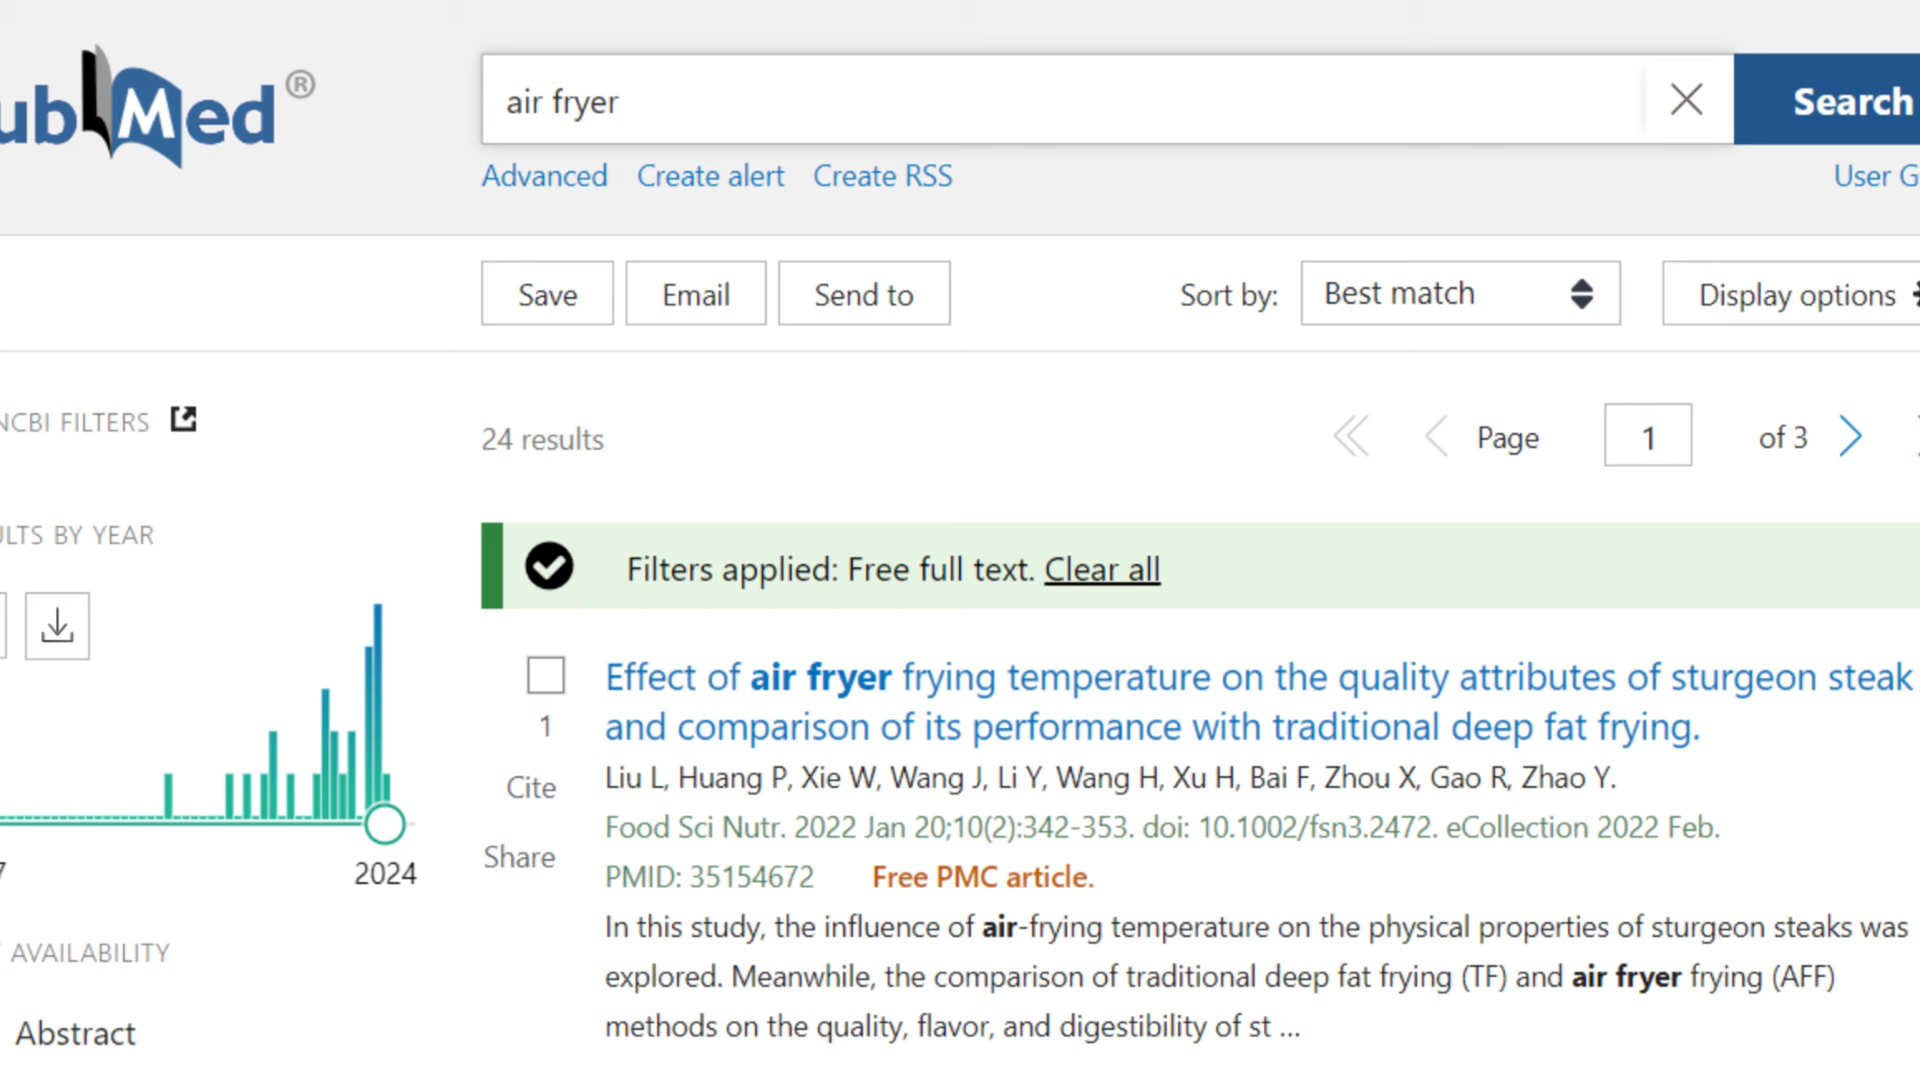 ubMed®
air fryer
Search
Advanced Create alert Create RSS
User G
Save Email Send to
Sort by: Best match
Display options
NCBI FILTERS
24 results
Page 1 of 3
ULTS BY YEAR
Filters applied: Free full text. Clear all
2024
Effect of air fryer frying temperature on the quality attributes of sturgeon steak
and comparison of its performance with traditional deep fat frying.
1
Cite
Share
Liu L, Huang P, Xie W, Wang J, Li Y, Wang H, Xu H, Bai F, Zhou X, Gao R, Zhao Y.
Food Sci Nutr. 2022 Jan 20;10(2):342-353. doi: 10.1002/fsn3.2472. eCollection 2022 Feb.
PMID: 35154672 Free PMC article.
In this study, the influence of air-frying temperature on the physical properties of sturgeon steaks was
explored. Meanwhile, the comparison of traditional deep fat frying (TF) and air fryer frying (AFF)
methods on the quality, flavor, and digestibility of st ...
AVAILABILITY
Abstract